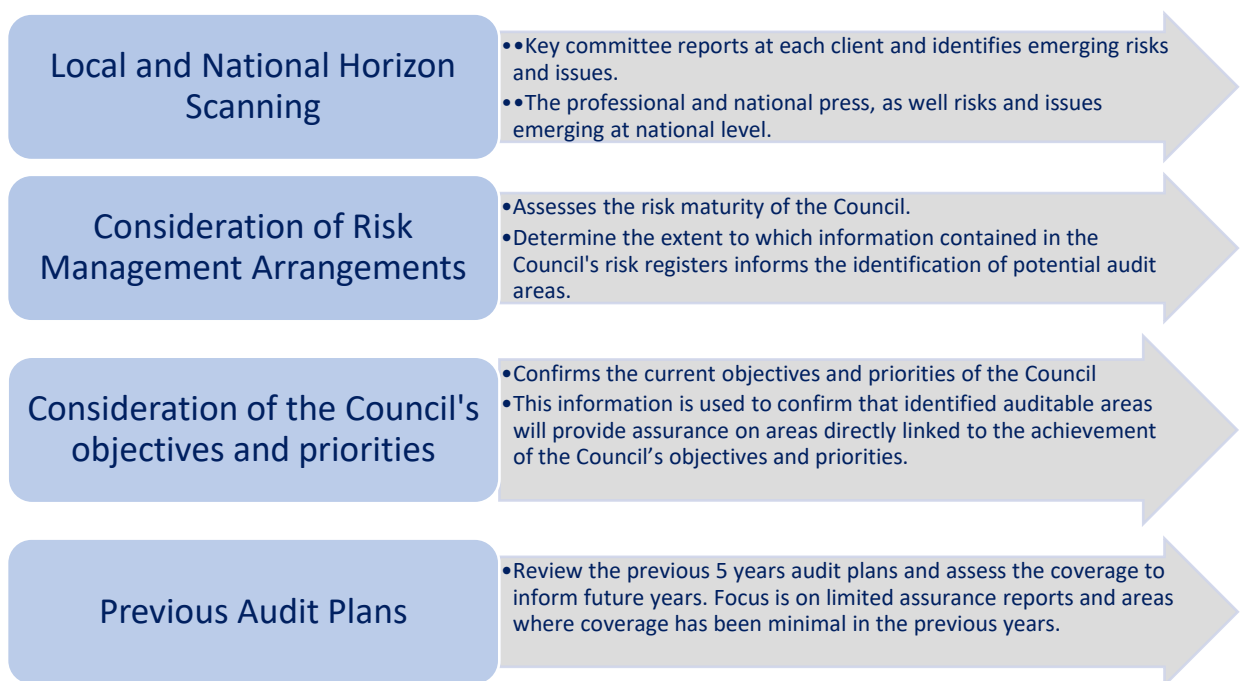 Local and National Horizon
Scanning
••Key committee reports at each client and identifies emerging risks
and issues.
••The professional and national press, as well risks and issues
emerging at national level.
Consideration of Risk
Management Arrangements
•Assesses the risk maturity of the Council.
•Determine the extent to which information contained in the
Council's risk registers informs the identification of potential audit
areas.
Consideration of the Council's
objectives and priorities
•Confirms the current objectives and priorities of the Council
•This information is used to confirm that identified auditable areas
will provide assurance on areas directly linked to the achievement
of the Council’s objectives and priorities.
Previous Audit Plans
•Review the previous 5 years audit plans and assess the coverage to
inform future years. Focus is on limited assurance reports and areas
where coverage has been minimal in the previous years.